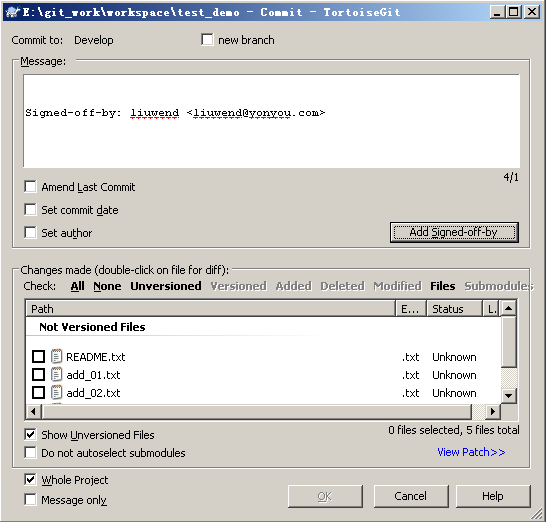 E:\git_work\workspace\test_demo - Commit - TortoiseGit
Commit to: Develop new branch
Message:
Signed-off-by: liuwend <liuwend@yonyou.com>
4/1
Amend Last Commit
Set commit date
Set author
Add Signed-off-by
Changes made (double-click on file for diff):
Check: All None Unversioned Versioned Added Deleted Modified Files Submodules
Path E... Status L.
Not Versioned Files
README.txt .txt Unknown
add_01.txt .txt Unknown
add_02.txt .txt Unknown
Show Unversioned Files 0 files selected, 5 files total
Do not autoselect submodules View Patch>>
Whole Project
Message only
OK Cancel Help